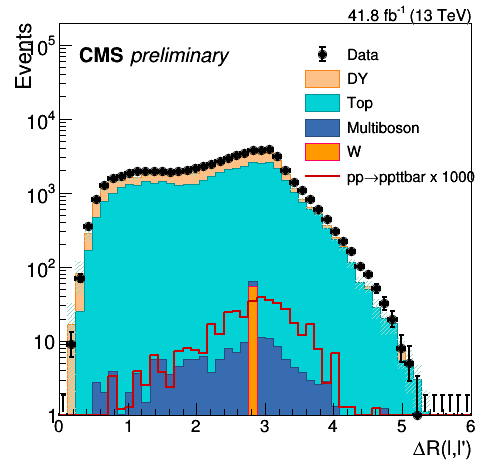 41.8 fb⁻¹ (13 TeV)
Events
CMS preliminary
Data
DY
Top
Multiboson
W
pp→ppttbar x 1000
10⁵
10⁴
10³
10²
10
1
0 1 2 3 4 5 6
ΔR(l,l')